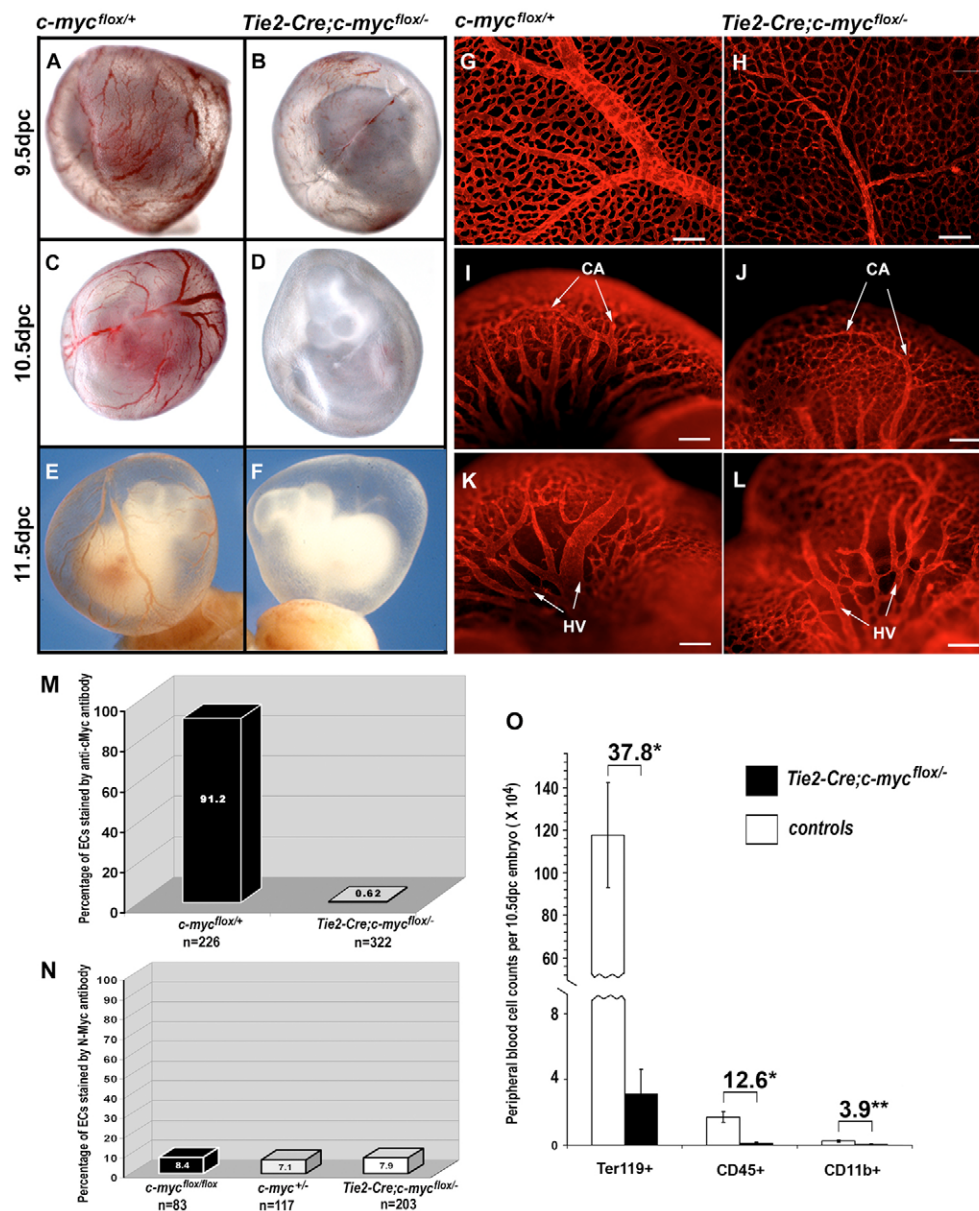 c-myc flox/+
Tie2-Cre;c-myc flox/-
c-myc flox/+
Tie2-Cre;c-myc flox/-
9.5dpc
A
B
G
H
10.5dpc
C
D
I
CA
J
CA
11.5dpc
E
F
K
HV
L
HV
M
Percentage of ECs stained by anti-cMyc antibody
100
80
60
40
20
0
91.2
0.62
c-myc flox/+
Tie2-Cre;c-myc flox/-
n=226
n=322
N
Percentage of ECs stained by N-Myc antibody
100
90
80
70
60
50
40
30
20
10
0
8.4
7.1
7.9
c-myc flox/flox
c-myc +/-
Tie2-Cre;c-myc flox/-
n=83
n=117
n=203
O
Peripheral blood cell counts per 10.5dpc embryo ( X 10⁴)
140
120
100
80
60
8
4
0
37.8*
12.6*
3.9**
Tie2-Cre;c-myc flox/-
controls
Ter119+
CD45+
CD11b+